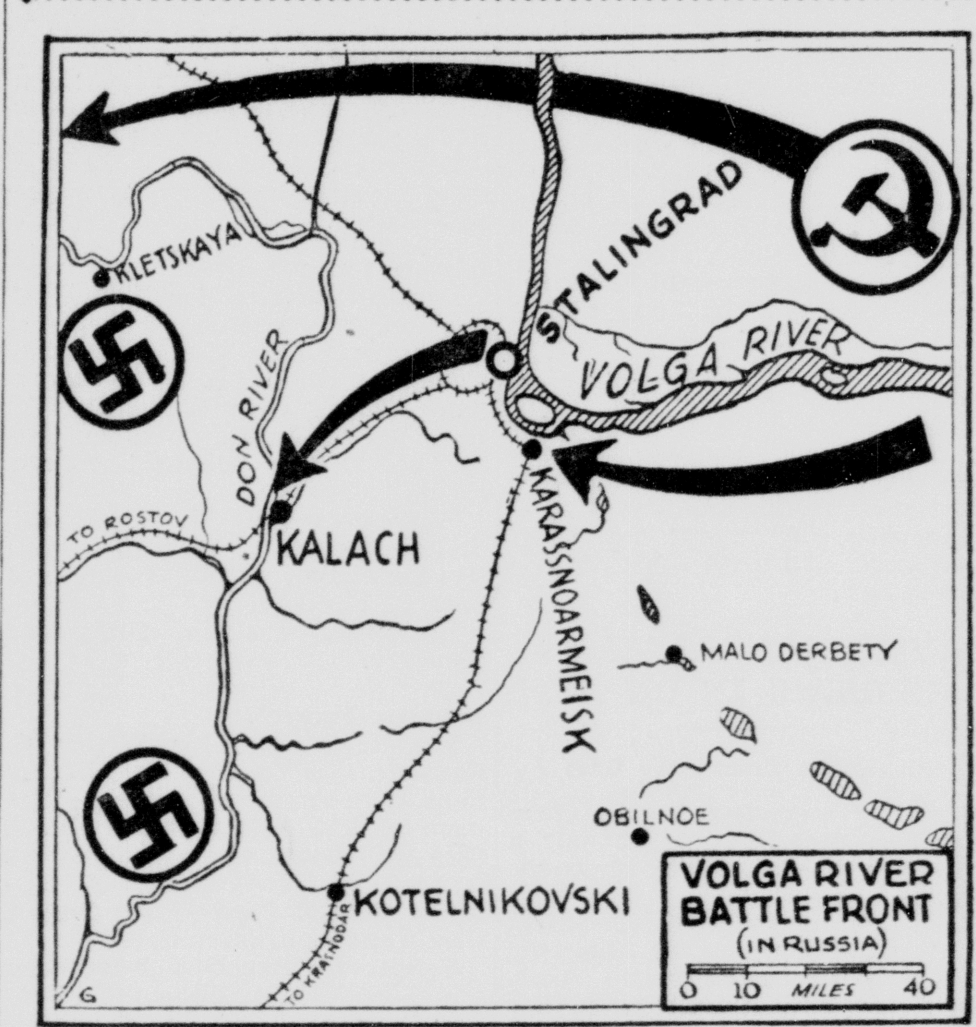 STALINGRAD
KLETSKAYA
VOLGA RIVER
DON RIVER
TO ROSTOV
KALACH
KARASSNOARMEISK
MALO DERBETY
OBILNOE
KOTELNIKOVSKI
TO KRASNODAR
VOLGA RIVER
BATTLE FRONT
(IN RUSSIA)
0 10 MILES 40
G